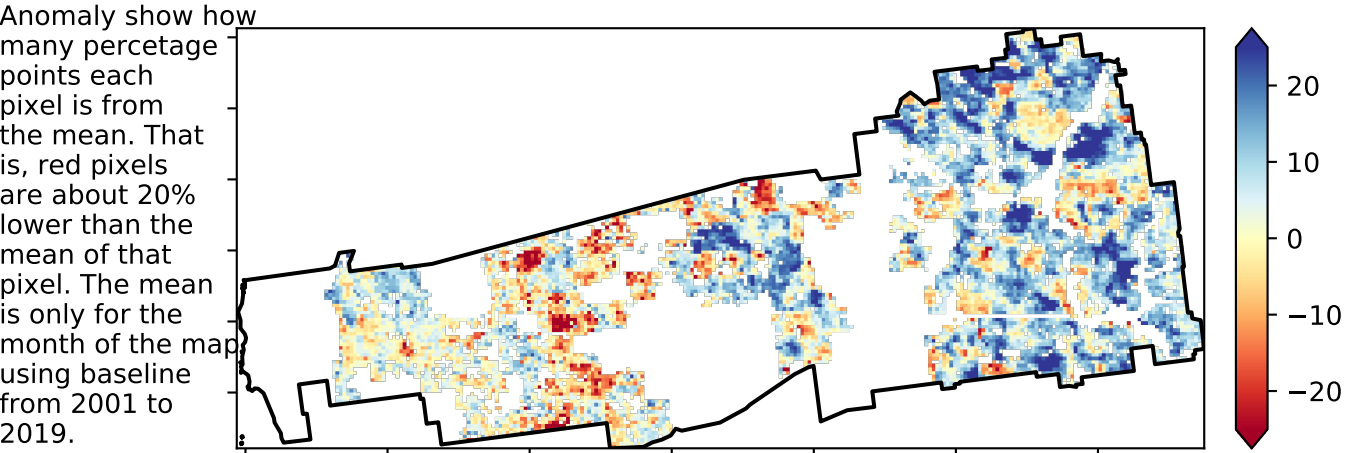 Anomaly show how
many percetage
points each
pixel is from
the mean. That
is, red pixels
are about 20%
lower than the
mean of that
pixel. The mean
is only for the
month of the map
using baseline
from 2001 to
2019.
20
10
0
−10
−20